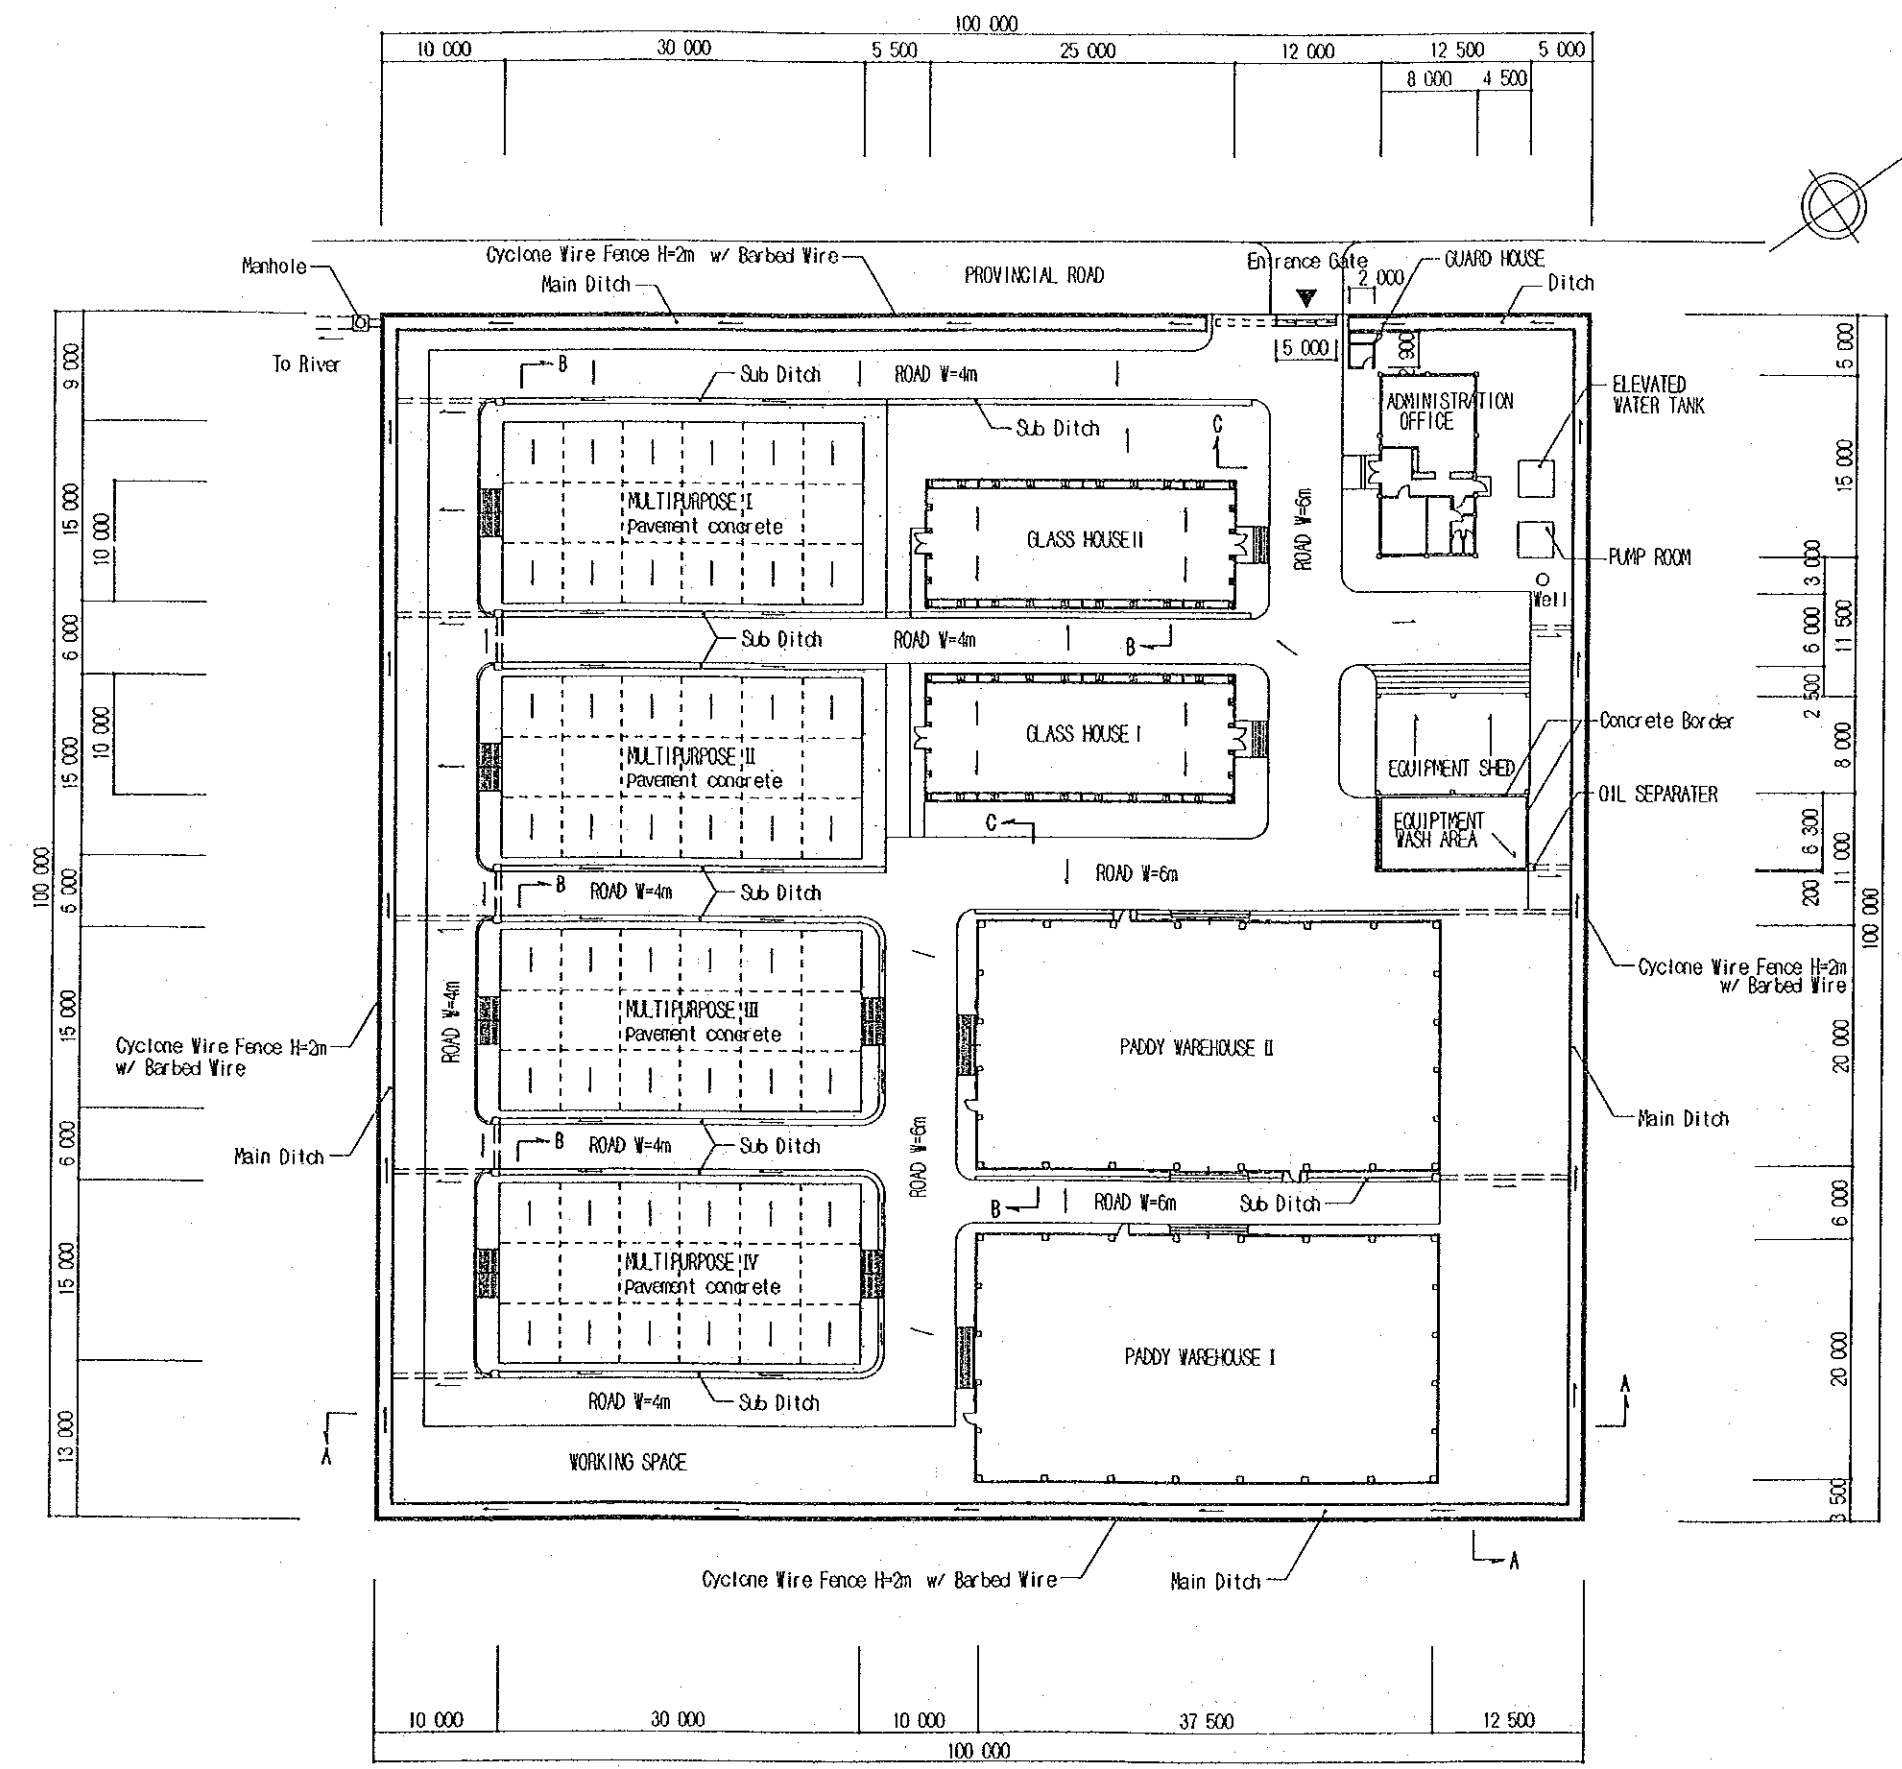 100 000
10 000
30 000
5 500
25 000
12 000
12 500
5 000
8 000
4 500
Cyclone Wire Fence H=2m w/ Barbed Wire
Main Ditch
PROVINCIAL ROAD
Entrance Gate
GUARD HOUSE
2 000
Ditch
Manhole
To River
5 000
900
B
Sub Ditch
ROAD W=4m
Sub Ditch
C
ADMINISTRATION
OFFICE
ELEVATED
WATER TANK
MULTIPURPOSE I
Pavement concrete
GLASS HOUSE II
ROAD W=6m
PUMP ROOM
Well
Sub Ditch
ROAD W=4m
B
MULTIPURPOSE II
Pavement concrete
GLASS HOUSE I
Concrete Border
EQUIPMENT SHED
OIL SEPARATER
EQUIPTMENT
WASH AREA
C
B
ROAD W=4m
Sub Ditch
ROAD W=6m
Cyclone Wire Fence H=2m
w/ Barbed Wire
ROAD W=4m
MULTIPURPOSE III
Pavement concrete
PADDY WAREHOUSE II
Cyclone Wire Fence H=2m
w/ Barbed Wire
Main Ditch
Main Ditch
B
ROAD W=4m
Sub Ditch
ROAD W=6m
B
ROAD W=6m
Sub Ditch
MULTIPURPOSE IV
Pavement concrete
PADDY WAREHOUSE I
ROAD W=4m
Sub Ditch
A
A
WORKING SPACE
A
Cyclone Wire Fence H=2m w/ Barbed Wire
Main Ditch
9 000
15 000
10 000
6 000
15 000
10 000
6 000
100 000
15 000
6 000
15 000
13 000
5 000
15 000
3 000
6 000
11 500
2 500
8 000
6 300
11 000
200
100 000
20 000
6 000
20 000
3 500
10 000
30 000
10 000
37 500
12 500
100 000